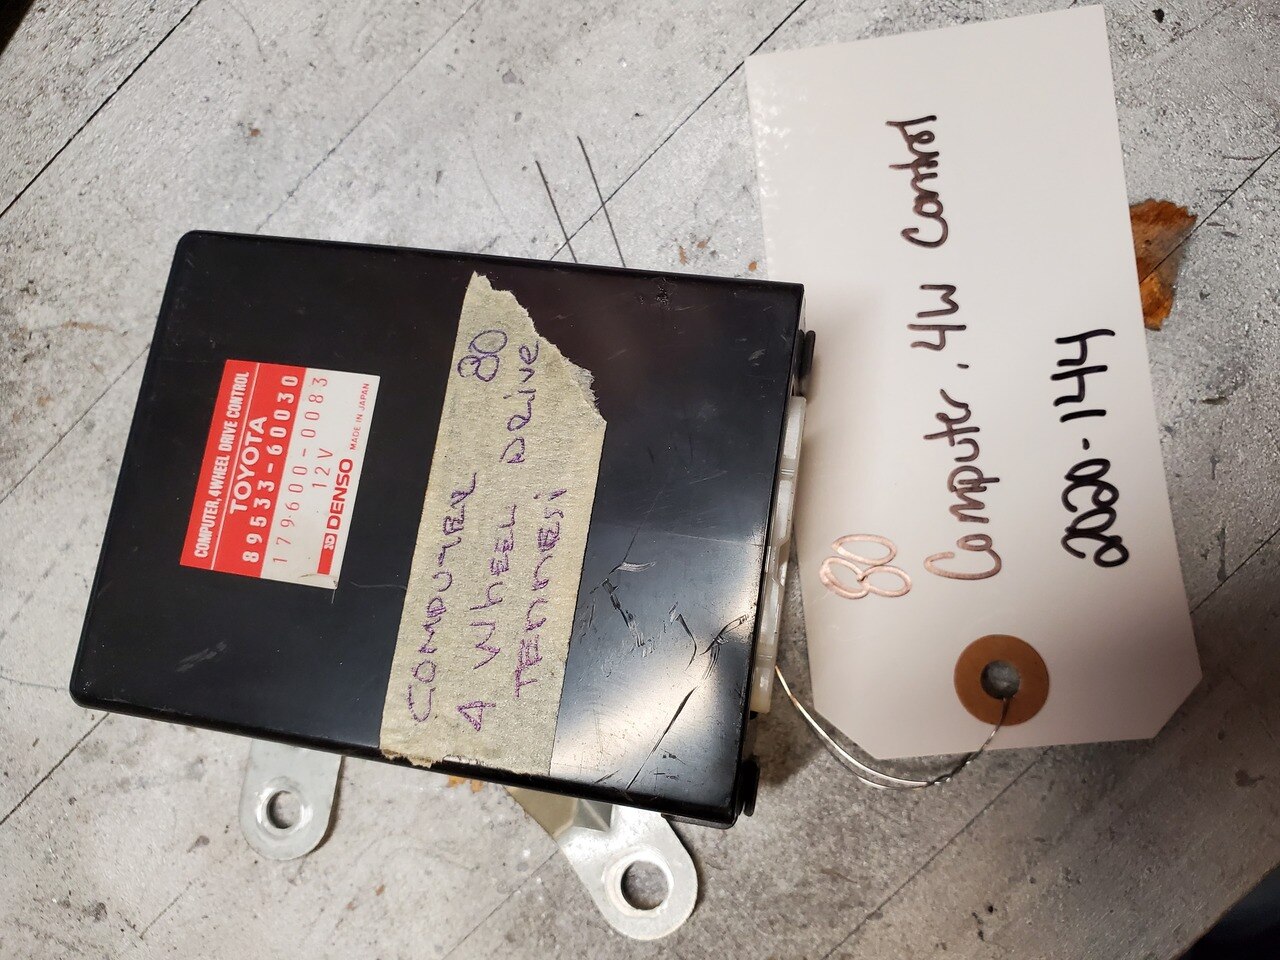 COMPUTER, 4WHEEL DRIVE CONTROL
TOYOTA
89533-60030
179600-0083
12V
DENSO MADE IN JAPAN
COMPUTER 80
4 Wheel Drive
80
Computer, 4W Control
2020-144